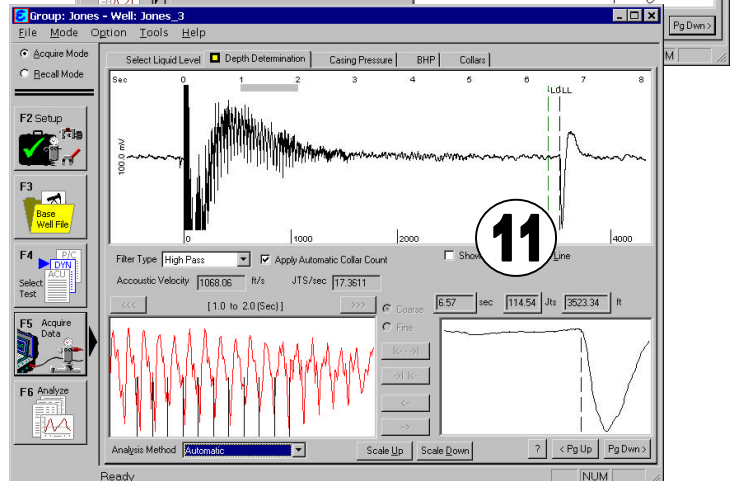 Group: Jones - Well: Jones_3
File Mode Option Tools Help
Pg Dwn >
M
Acquire Mode
Recall Mode
Select Liquid Level
Depth Determination
Casing Pressure
BHP
Collars
Sec 0 1 2 3 4 5 6 7 8
LL
100.0 mV
0 1000 2000 4000
11
F2 Setup
F3
Base
Well File
F4
P/C
DYN
ACU
Select
Test
F5 Acquire
Data
F6 Analyze
Filter Type High Pass
Apply Automatic Collar Count
Show
Line
Accoustic Velocity 1068.06 ft/s JTS/sec 17.3611
<<< [ 1.0 to 2.0 (Sec) ] >>>
Coarse
Fine
6.57 sec 114.54 Jts 3523.34 ft
|<--->|
>| |<-
<-
->
Analysis Method Automatic
Scale Up
Scale Down
?
< Pg Up
Pg Dwn >
Ready
NUM